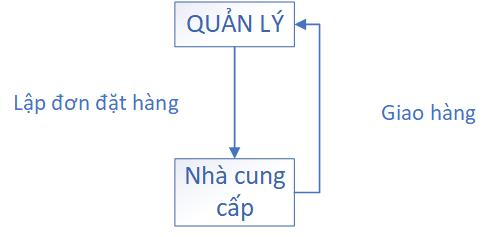 QUẢN LÝ
Lập đơn đặt hàng
Giao hàng
Nhà cung
cấp